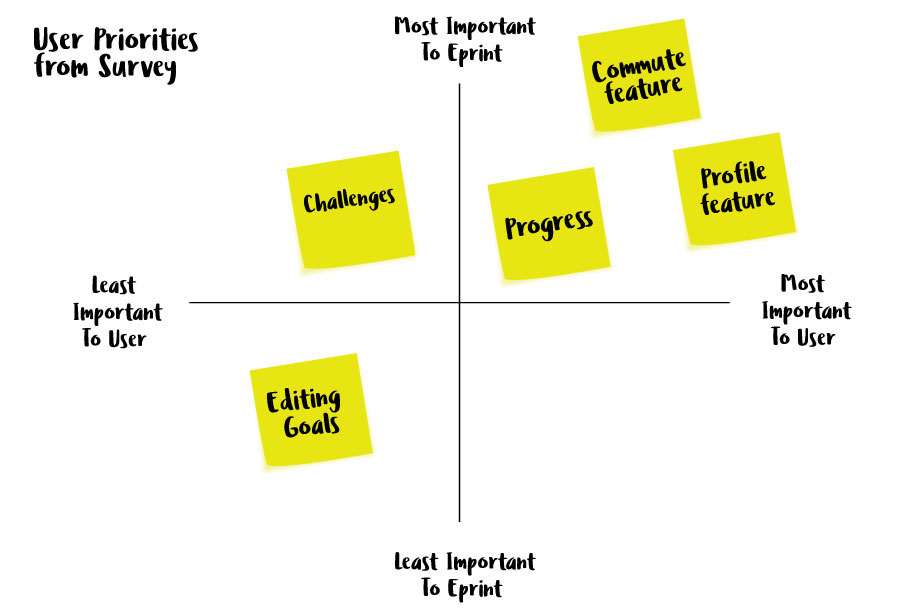 User Priorities
from Survey
Most Important
To Eprint
Commute
feature
Profile
feature
Challenges
Progress
Least
Important
To User
Most
Important
To User
Editing
Goals
Least Important
To Eprint